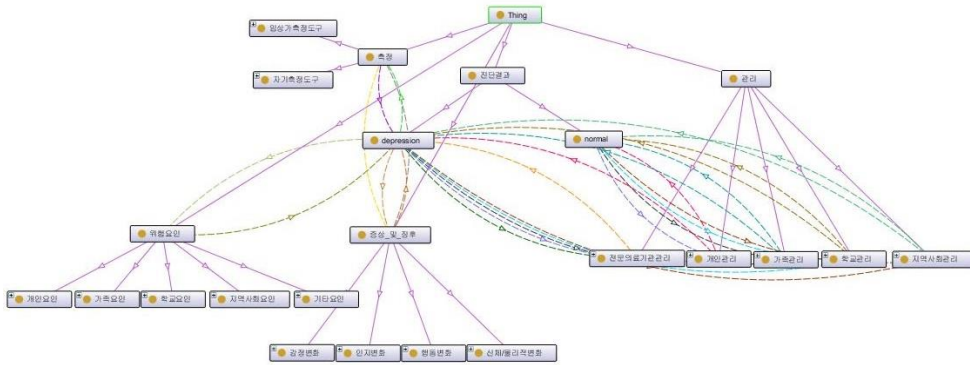 Thing
임상가측정도구
측정
자가측정도구
진단결과
관리
depression
normal
위험요인
증상_및_징후
전문의료기관관리
개인관리
가족관리
학교관리
지역사회관리
개인요인
가족요인
학교요인
지역사회요인
기타요인
감정변화
인지변화
행동변화
신체/물리적변화